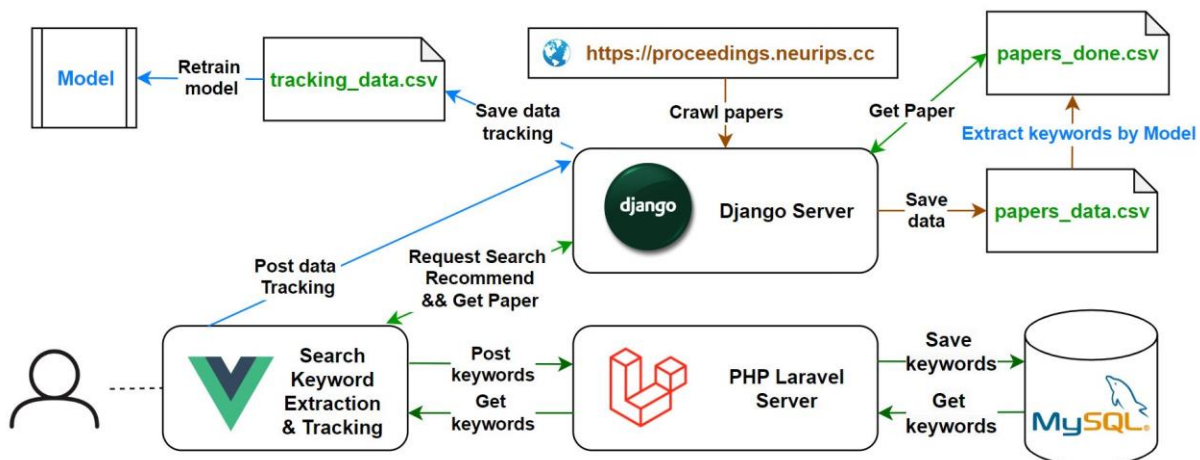 Model
Retrain
model
tracking_data.csv
https://proceedings.neurips.cc
papers_done.csv
Save data
tracking
Crawl papers
Get Paper
Extract keywords by Model
django
Django Server
Save
data
papers_data.csv
Post data
Tracking
Request Search
Recommend
&& Get Paper
Search
Keyword
Extraction
& Tracking
Post
keywords
Get
keywords
PHP Laravel
Server
Save
keywords
Get
keywords
MySQL®